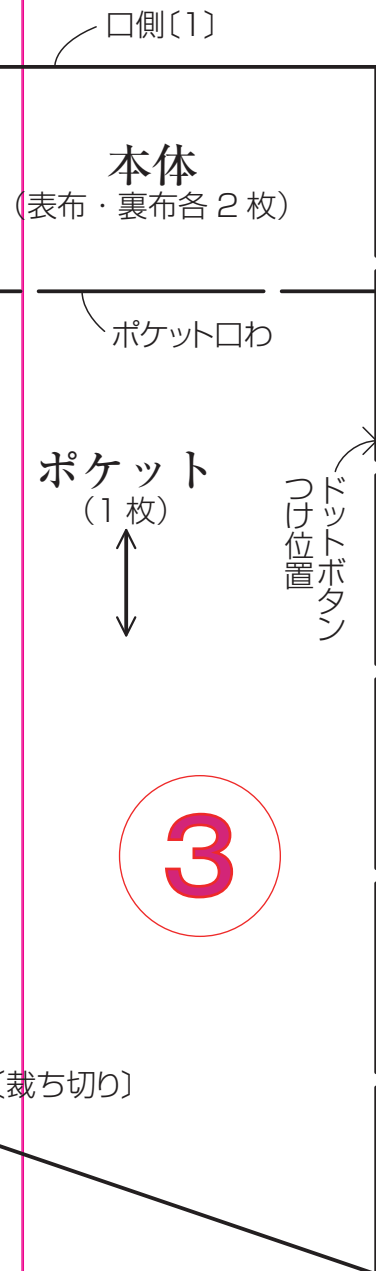 口側〔1〕
本体
(表布・裏布各2枚)
ポケット口わ
ポケット
(1枚)
ドットボタン
つけ位置
3
〔裁ち切り〕